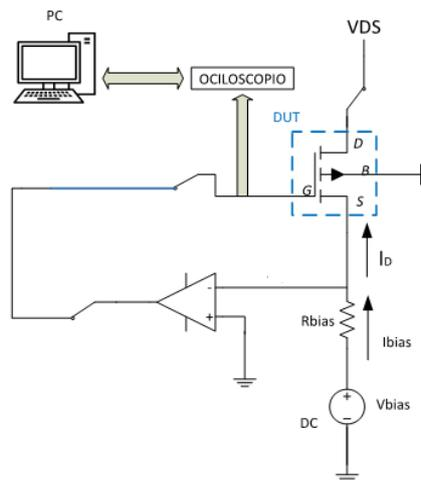 PC
VDS
OCILOSCOPIO
DUT
D
B
G
S
ID
-
+
Rbias
Ibias
+
Vbias
DC
-